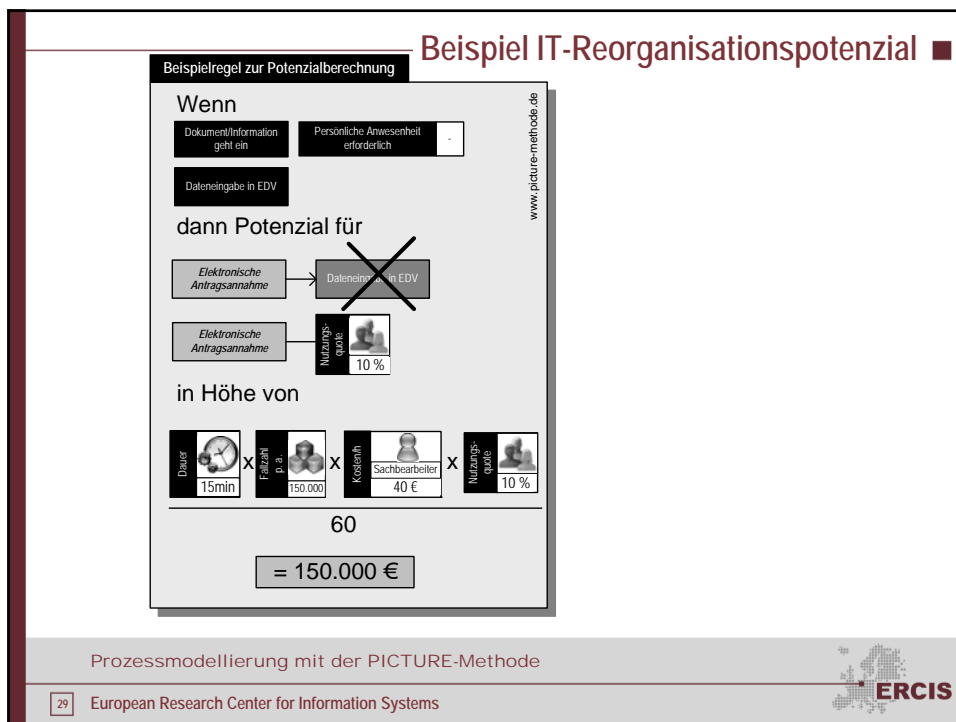 Beispiel IT-Reorganisationspotenzial
Beispielregel zur Potenzialberechnung
www.picture-methode.de
Wenn
Dokument/Information
geht ein
Persönliche Anwesenheit
erforderlich
-
Dateneingabe in EDV
dann Potenzial für
Elektronische
Antragsannahme
Dateneingabe in EDV
Elektronische
Antragsannahme
Nutzungs-
quote
10 %
in Höhe von
Dauer
15min
x
Fallzahl
p. a.
150.000
x
Kosten/h
Sachbearbeiter
40 €
x
Nutzungs-
quote
10 %
60
= 150.000 €
Prozessmodellierung mit der PICTURE-Methode
29 European Research Center for Information Systems
ERCIS